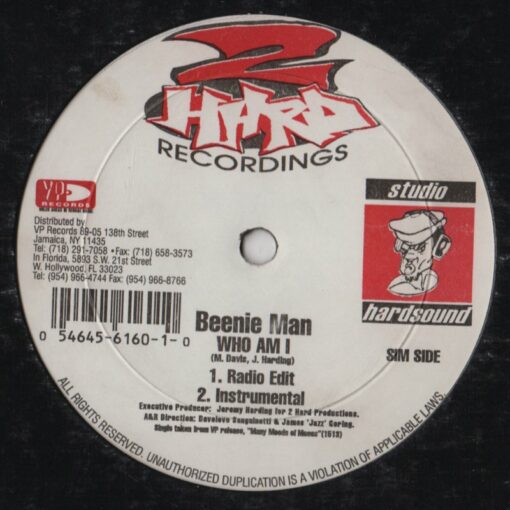 2
HARD
RECORDINGS
VP
RECORDS
Distributed by
VP Records 89-05 138th Street
Jamaica, NY 11435
Tel: (718) 291-7058 • Fax: (718) 658-3573
In Florida, 5893 S.W. 21st Street
W. Hollywood, FL 33023
Tel: (954) 966-4744 Fax: (954) 966-8766
0 54645-6160-1- 0
studio
hardsound
SIM SIDE
Beenie Man
WHO AM I
(M. Davis, J. Harding)
1. Radio Edit
2. Instrumental
Executive Producer: Jeremy Harding for 2 Hard Productions.
A&R Direction: Davelovo Sanguinetti & James 'Jazz' Goring.
Single taken from VP release, "Many Moods of Moses"(1513)
ALL RIGHTS RESERVED. UNAUTHORIZED DUPLICATION IS A VIOLATION OF APPLICABLE LAWS.